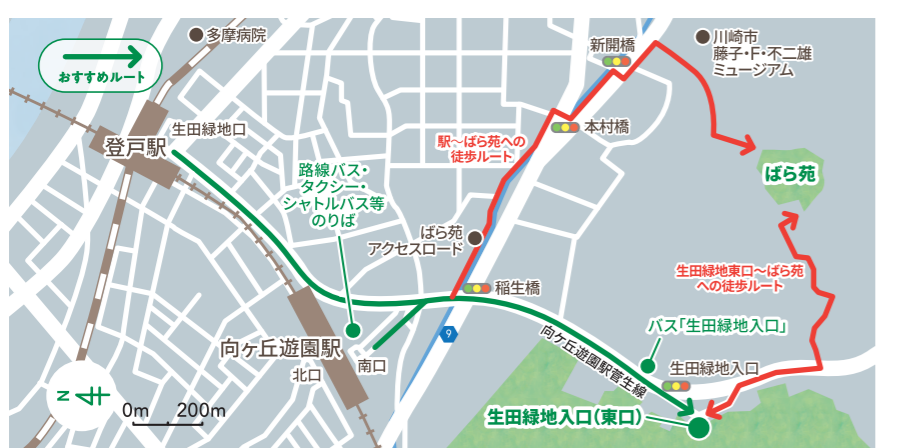 多摩病院
おすすめルート
生田緑地口
登戸駅
路線バス・
タクシー・
シャトルバス等
のりば
新開橋
川崎市
藤子・F・不二雄
ミュージアム
本村橋
駅〜ばら苑への
徒歩ルート
ばら苑
ばら苑
アクセスロード
稲生橋
生田緑地東口〜ばら苑
への徒歩ルート
9
向ヶ丘遊園駅
南口
北口
向ケ丘遊園駅菅生線
バス「生田緑地入口」
生田緑地入口
生田緑地入口(東口)
N
0m 200m